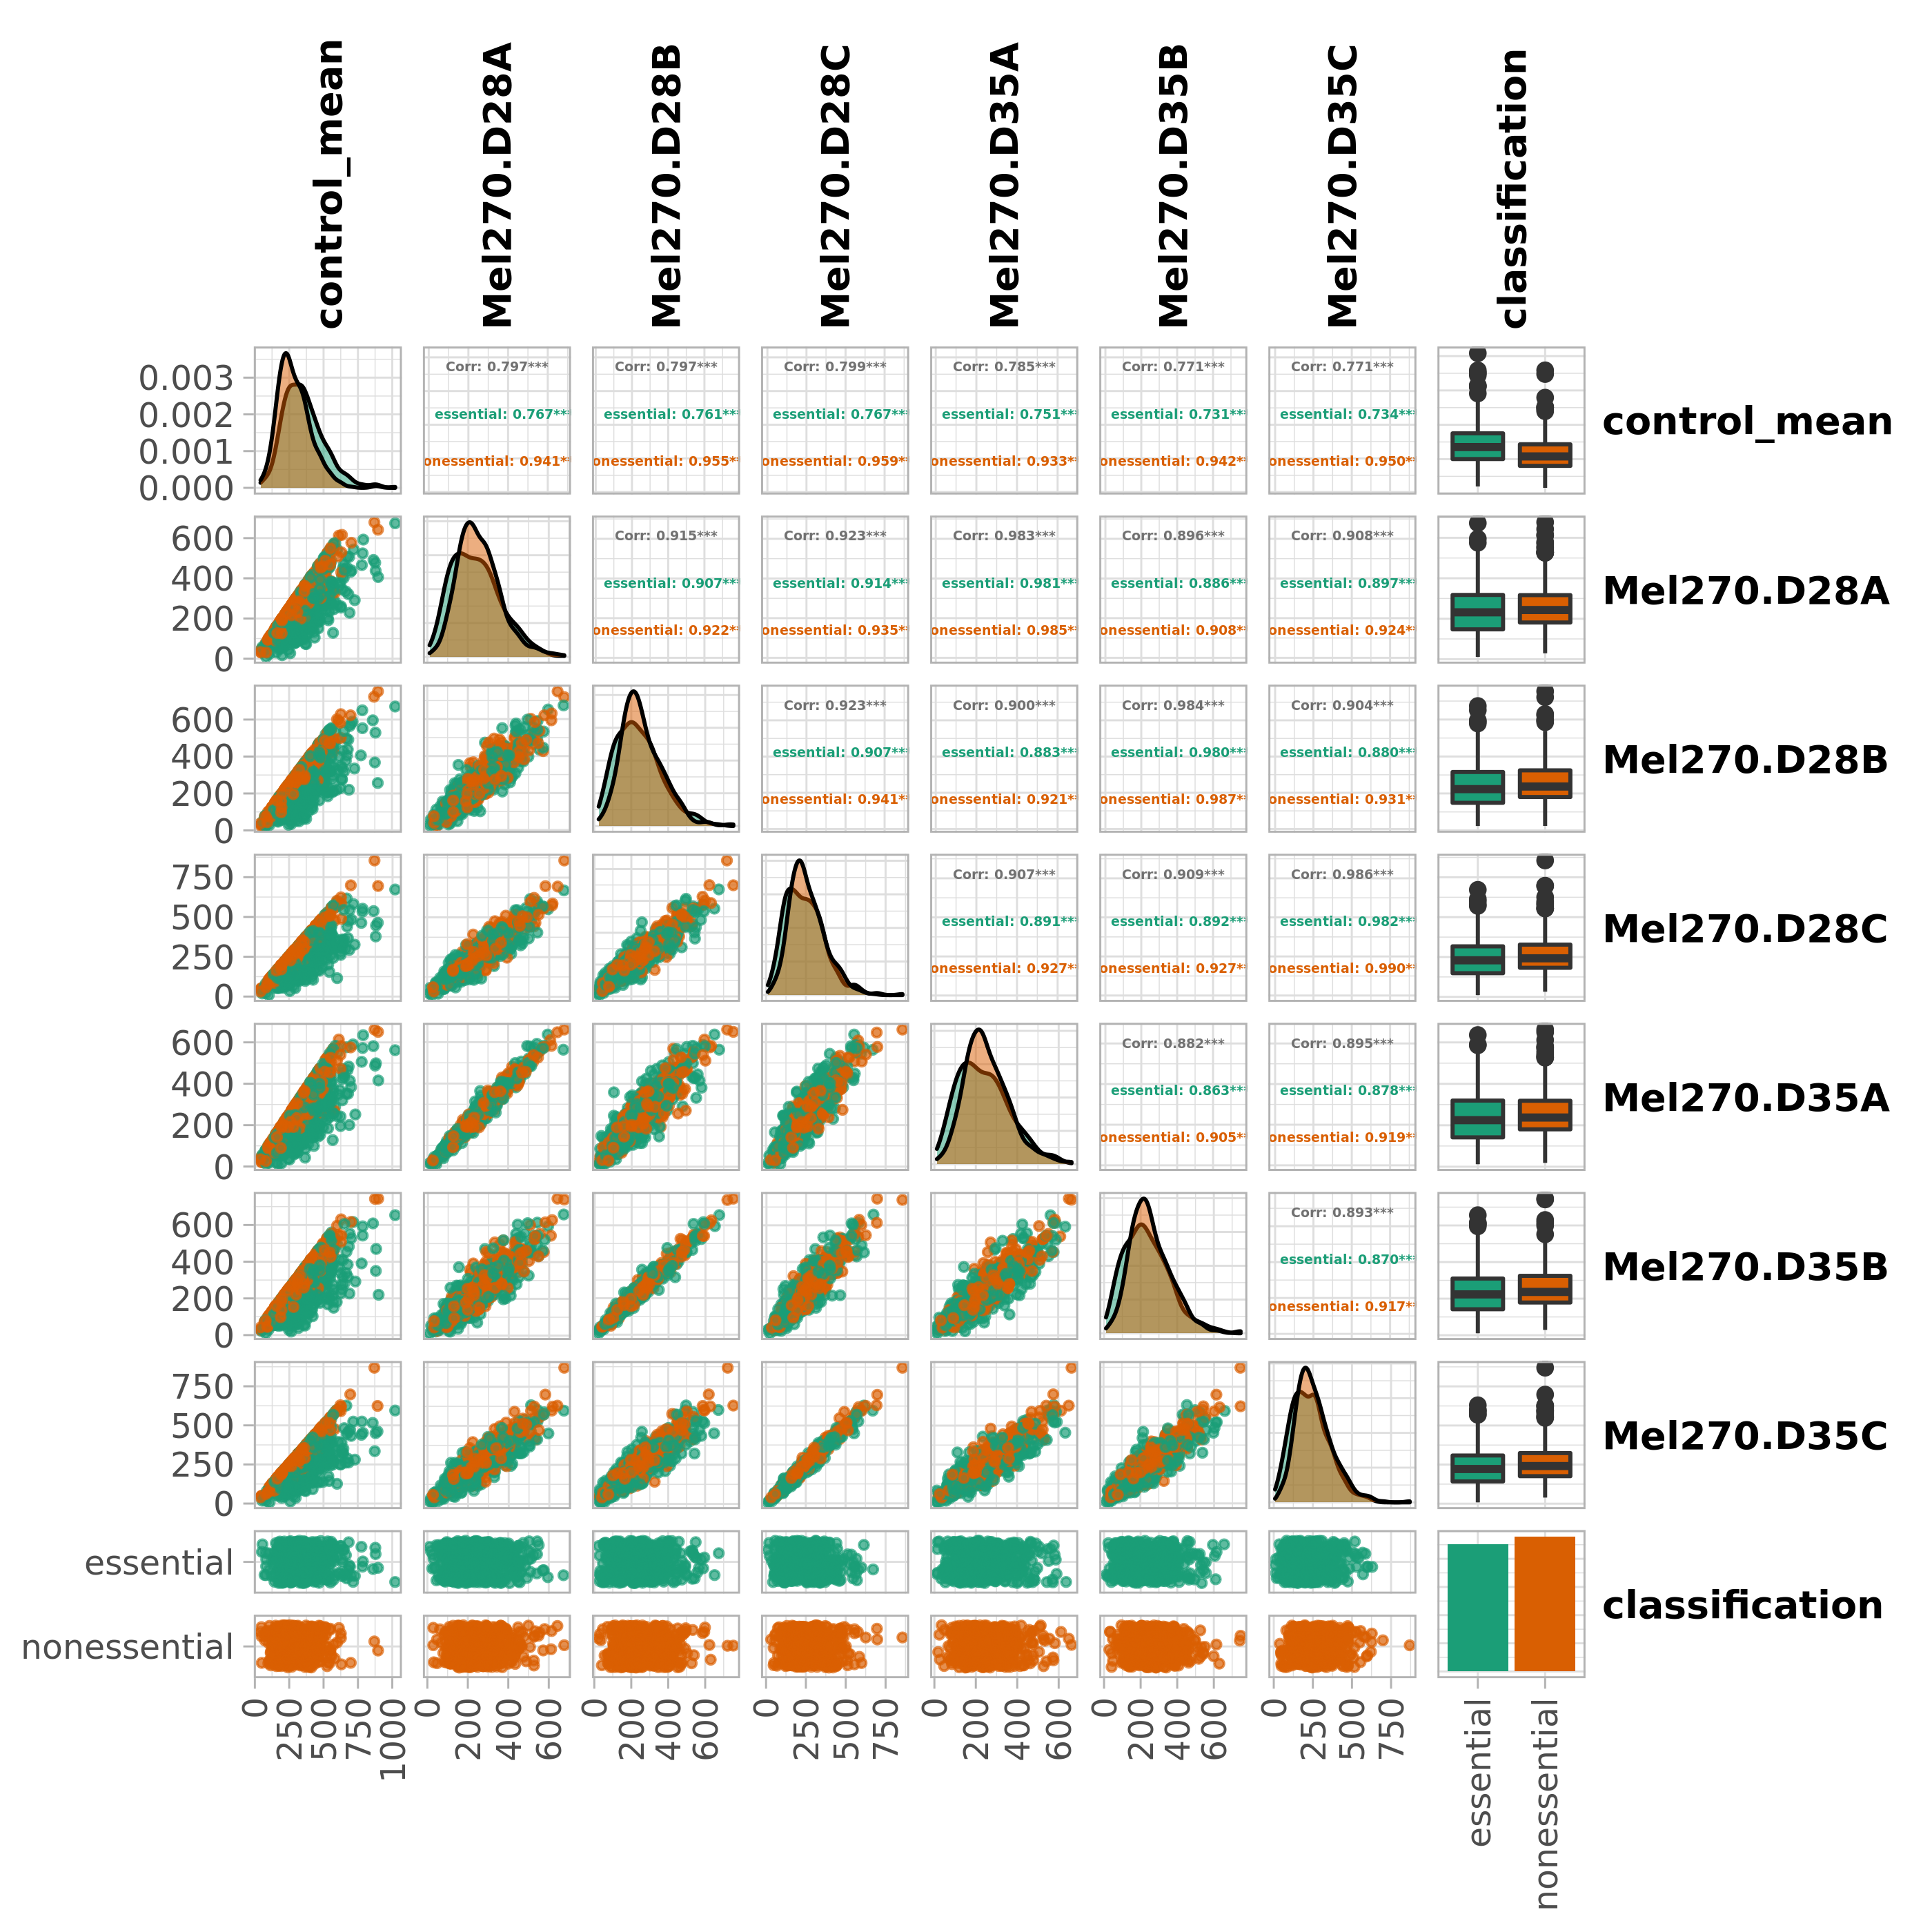 control_mean
Mel270.D28A
Mel270.D28B
Mel270.D28C
Mel270.D35A
Mel270.D35B
Mel270.D35C
classification
0.003
0.002
0.001
0.000
Corr: 0.797***
Corr: 0.797***
Corr: 0.799***
Corr: 0.785***
Corr: 0.771***
Corr: 0.771***
essential: 0.767***
essential: 0.761***
essential: 0.767***
essential: 0.751***
essential: 0.731***
essential: 0.734***
onessential: 0.941**
onessential: 0.955**
onessential: 0.959**
onessential: 0.933**
onessential: 0.942**
onessential: 0.950**
control_mean
600
400
200
0
Corr: 0.915***
Corr: 0.923***
Corr: 0.983***
Corr: 0.896***
Corr: 0.908***
essential: 0.907***
essential: 0.914***
essential: 0.981***
essential: 0.886***
essential: 0.897***
onessential: 0.922**
onessential: 0.935**
onessential: 0.985**
onessential: 0.908**
onessential: 0.924**
Mel270.D28A
600
400
200
0
Corr: 0.923***
Corr: 0.900***
Corr: 0.984***
Corr: 0.904***
essential: 0.907***
essential: 0.883***
essential: 0.980***
essential: 0.880***
onessential: 0.941**
onessential: 0.921**
onessential: 0.987**
onessential: 0.931**
Mel270.D28B
750
500
250
0
Corr: 0.907***
Corr: 0.909***
Corr: 0.986***
essential: 0.891***
essential: 0.892***
essential: 0.982***
onessential: 0.927**
onessential: 0.927**
onessential: 0.990**
Mel270.D28C
600
400
200
0
Corr: 0.882***
Corr: 0.895***
essential: 0.863***
essential: 0.878***
onessential: 0.905**
onessential: 0.919**
Mel270.D35A
600
400
200
0
Corr: 0.893***
essential: 0.870***
onessential: 0.917**
Mel270.D35B
750
500
250
0
Mel270.D35C
essential
nonessential
classification
0
250
500
750
1000
0
200
400
600
0
200
400
600
0
250
500
750
0
200
400
600
0
200
400
600
0
250
500
750
essential
nonessential